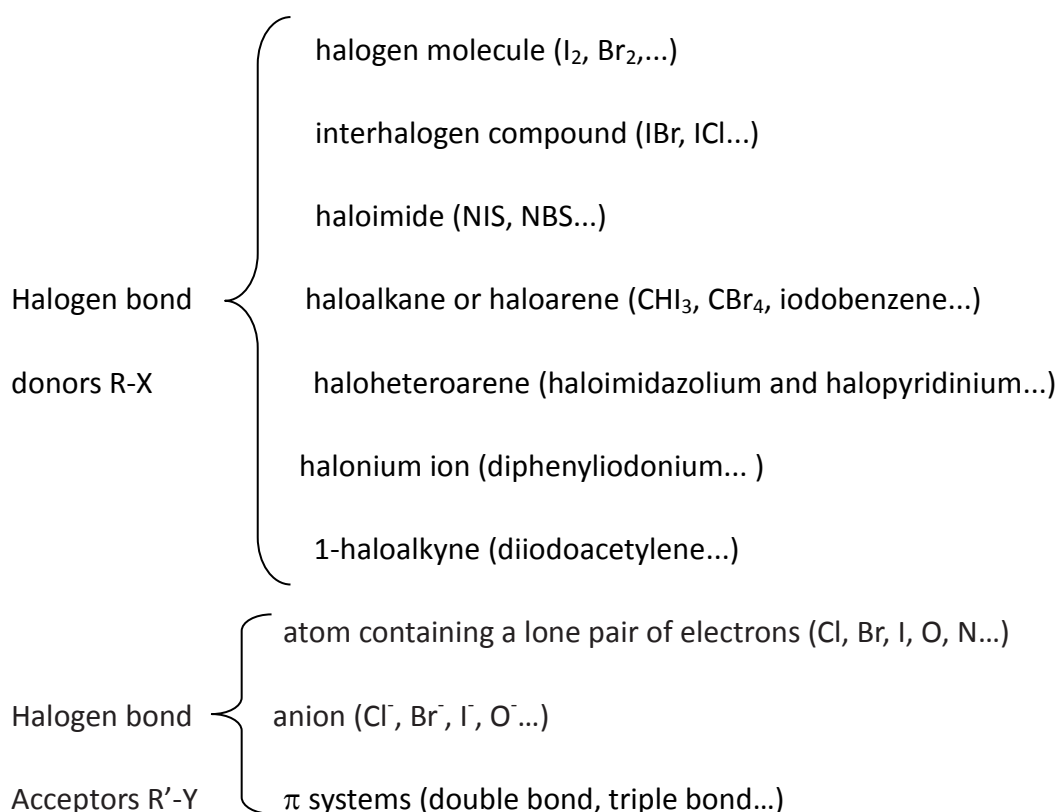 halogen molecule (I₂, Br₂,...)
interhalogen compound (IBr, ICl...)
haloimide (NIS, NBS...)
Halogen bond
haloalkane or haloarene (CHI₃, CBr₄, iodobenzene...)
donors R-X
haloheteroarene (haloimidazolium and halopyridinium...)
halonium ion (diphenyliodonium... )
1-haloalkyne (diiodoacetylene...)
atom containing a lone pair of electrons (Cl, Br, I, O, N…)
Halogen bond
anion (Cl⁻, Br⁻, I⁻, O⁻…)
Acceptors R’-Y
π systems (double bond, triple bond…)